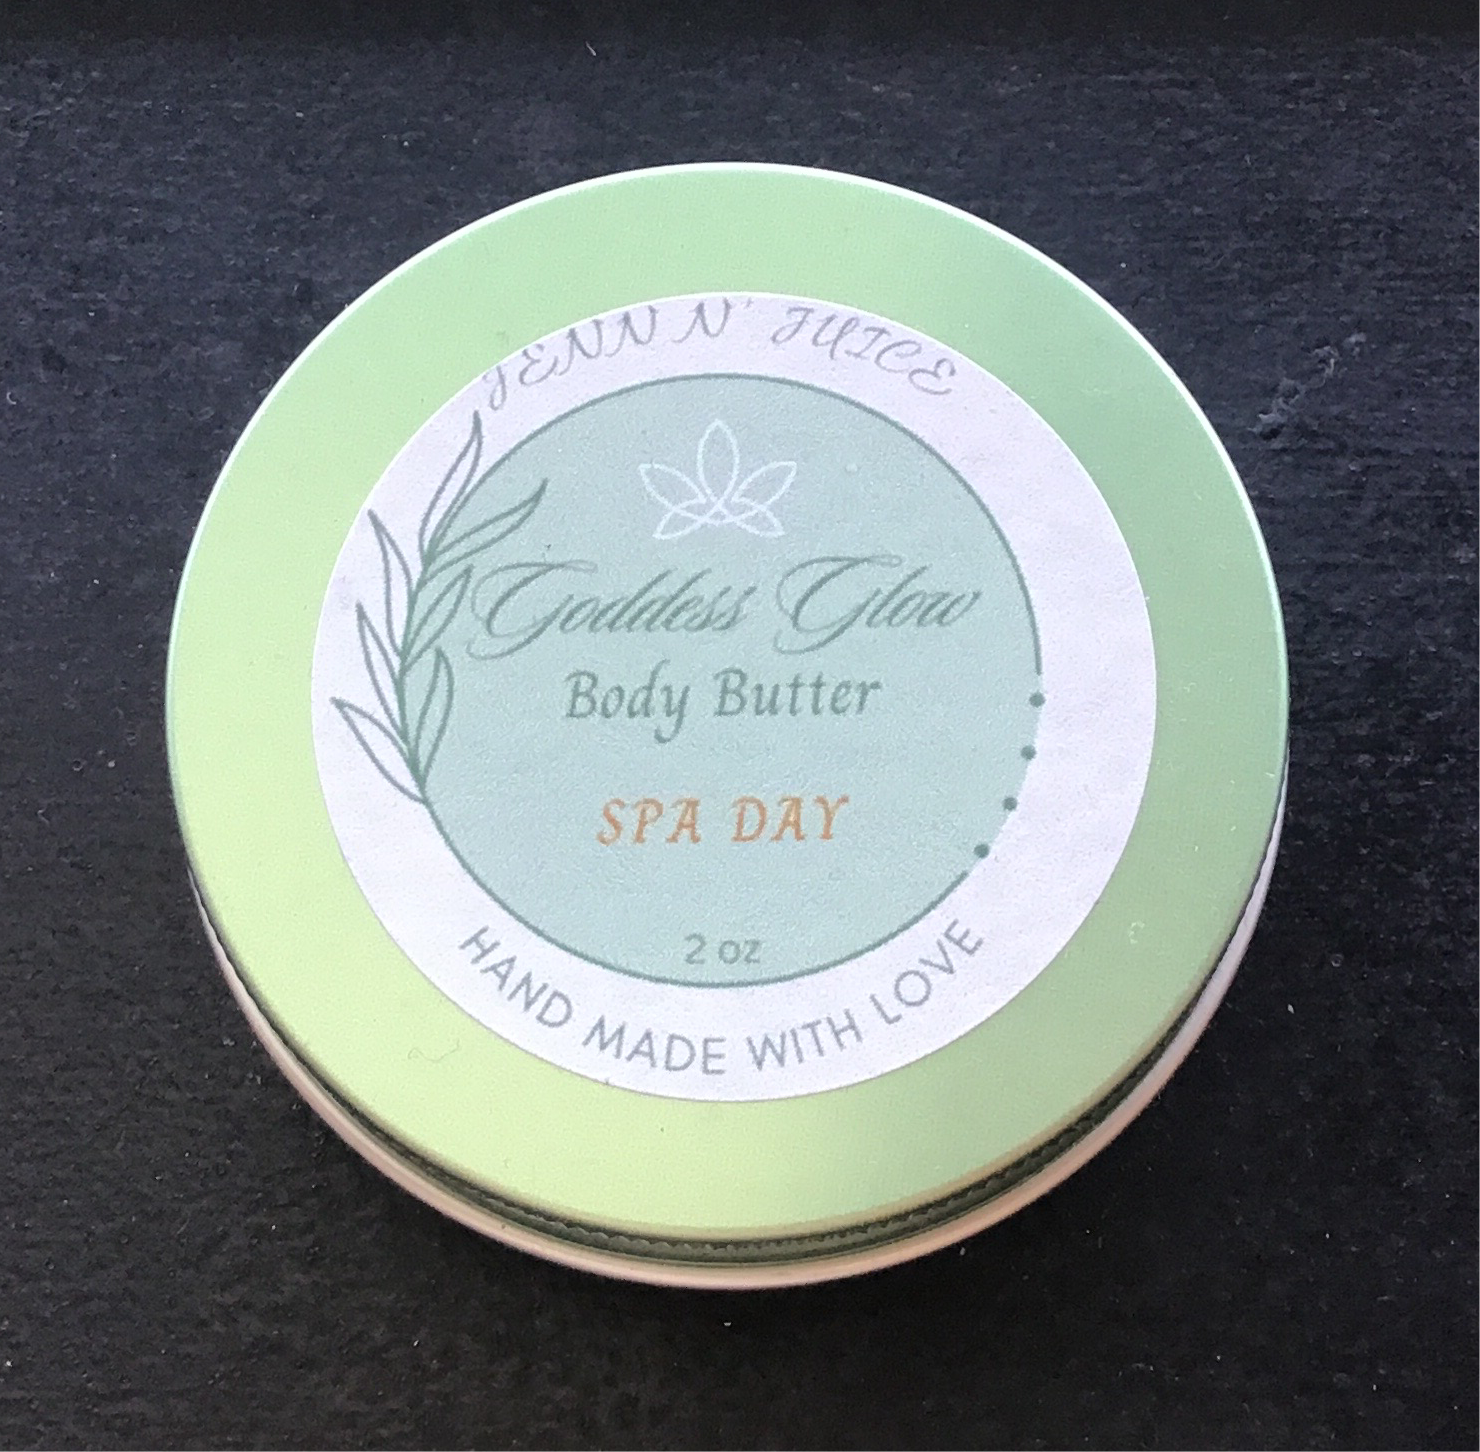 JENN N' JUICE
Goddess Glow
Body Butter
SPA DAY
2 oz
HAND MADE WITH LOVE